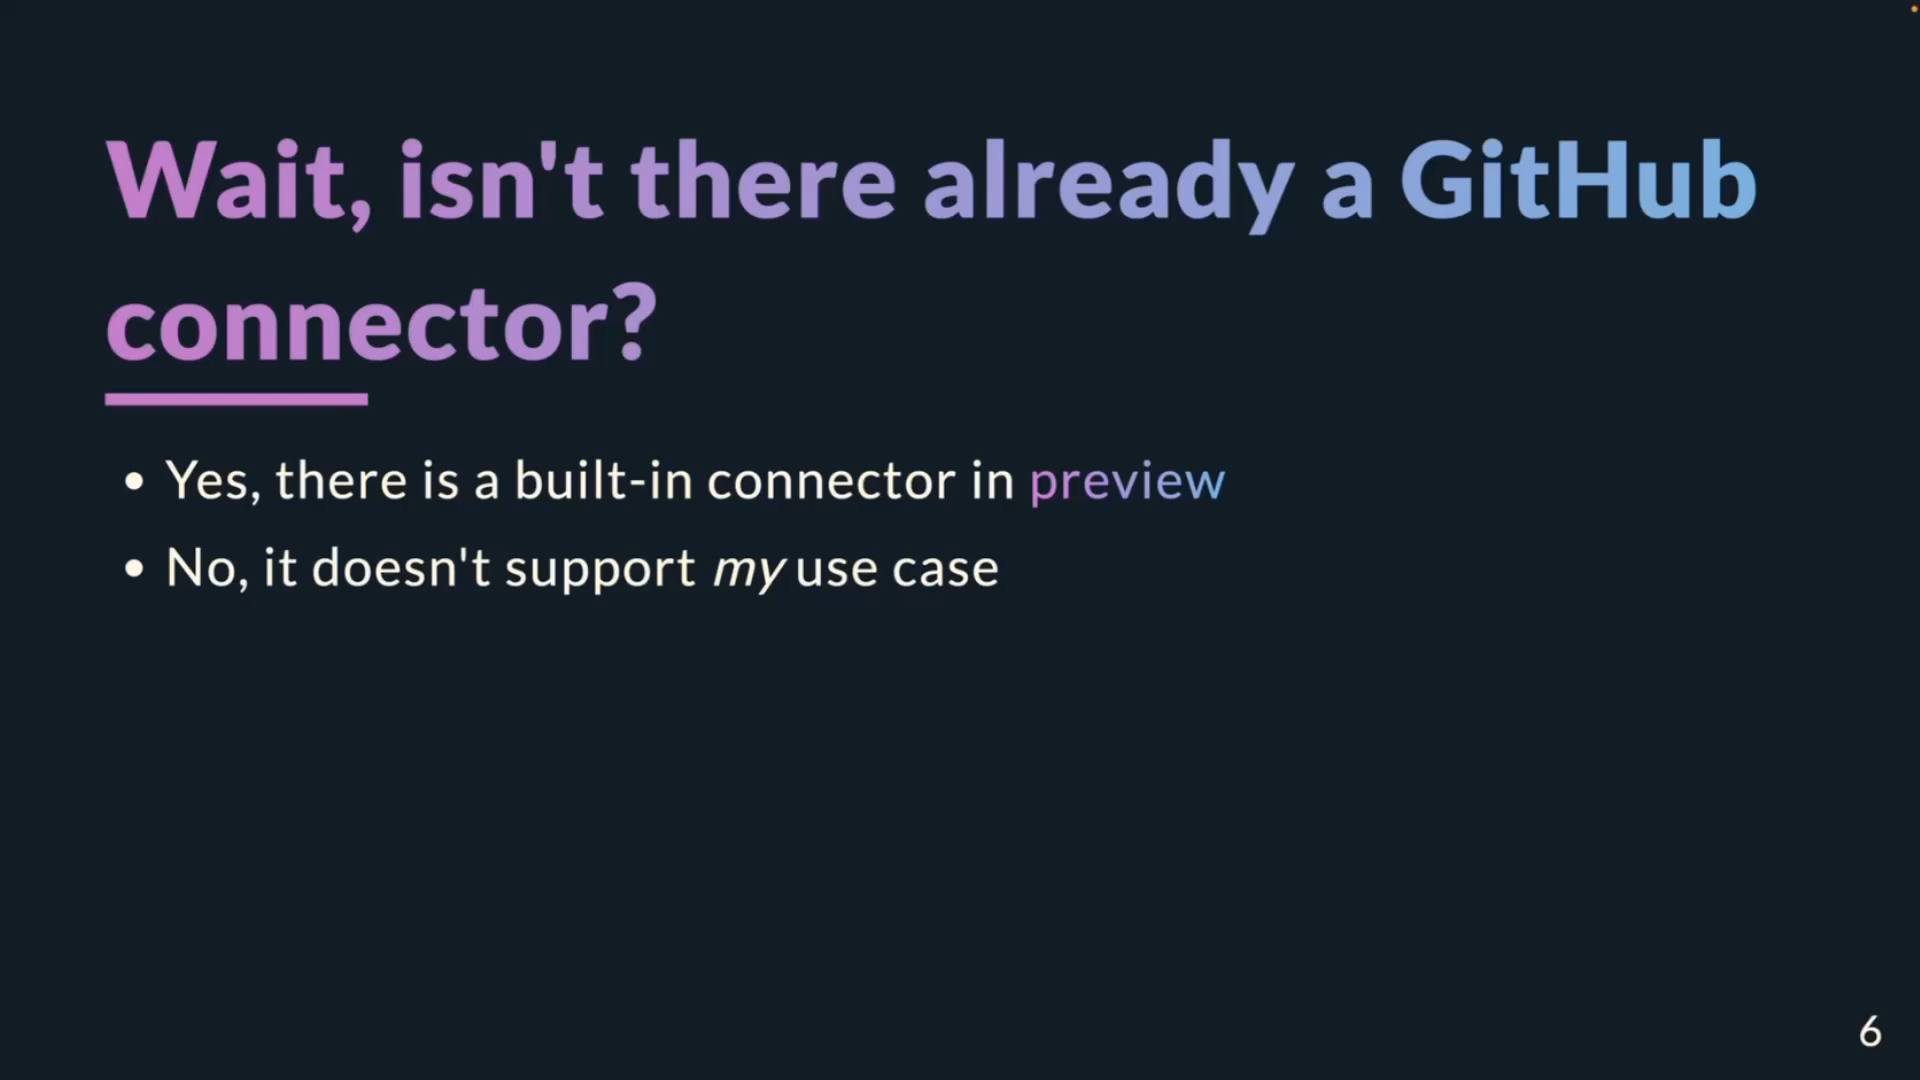 Wait, isn't there already a GitHub
connector?
• Yes, there is a built-in connector in preview
• No, it doesn't support my use case
6